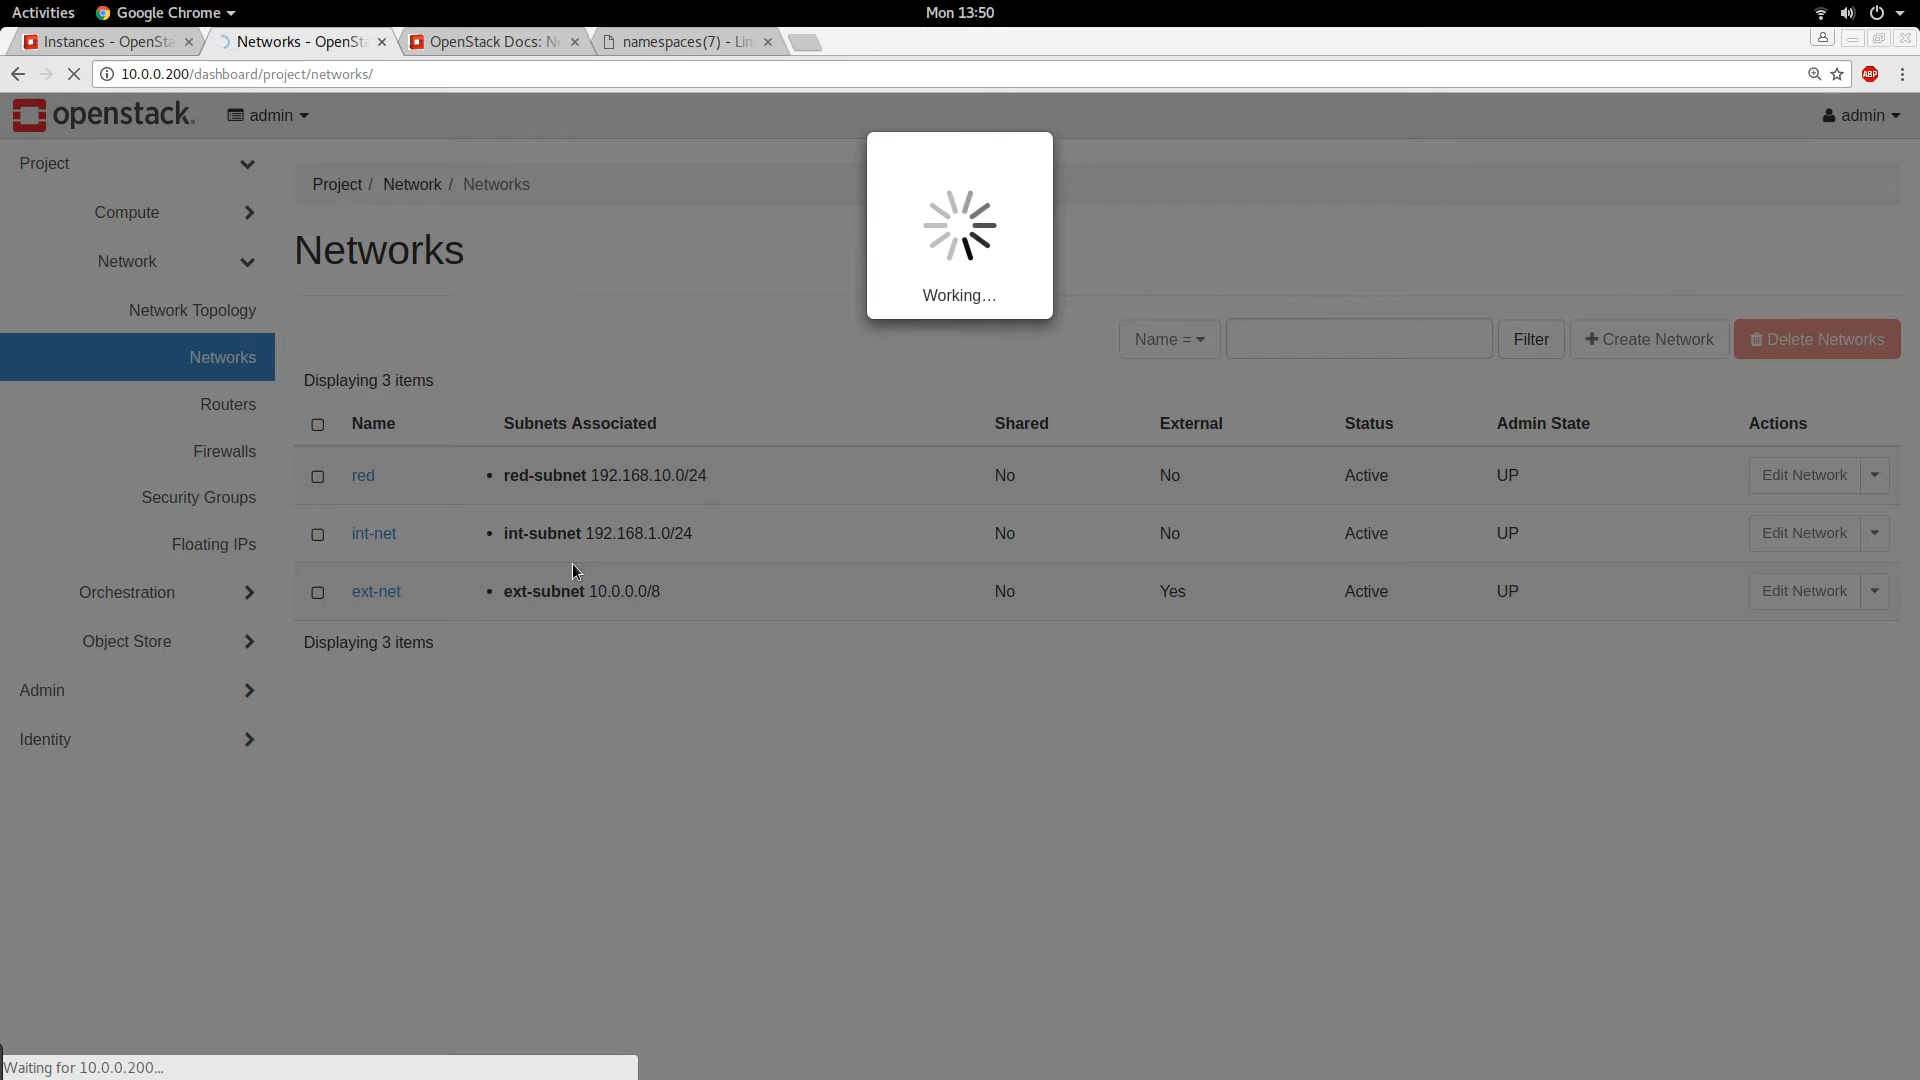 Activities Google Chrome Mon 13:50
Instances - OpenSta Networks - OpenSta OpenStack Docs: N namespaces(7) - Lin
10.0.0.200/dashboard/project/networks/ ABP
openstack. admin admin
Project
Compute
Network
Network Topology
Networks
Routers
Firewalls
Security Groups
Floating IPs
Orchestration
Object Store
Admin
Identity
Project / Network / Networks
Networks
Working…
Name = Filter Create Network Delete Networks
Displaying 3 items
Name Subnets Associated Shared External Status Admin State Actions
red • red-subnet 192.168.10.0/24 No No Active UP Edit Network
int-net • int-subnet 192.168.1.0/24 No No Active UP Edit Network
ext-net • ext-subnet 10.0.0.0/8 No Yes Active UP Edit Network
Displaying 3 items
Waiting for 10.0.0.200...